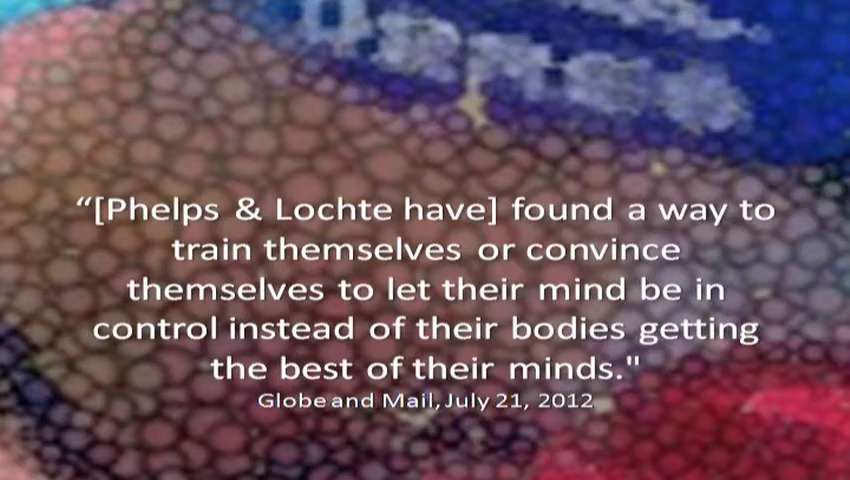 “[Phelps & Lochte have] found a way to
train themselves or convince
themselves to let their mind be in
control instead of their bodies getting
the best of their minds."
Globe and Mail, July 21, 2012